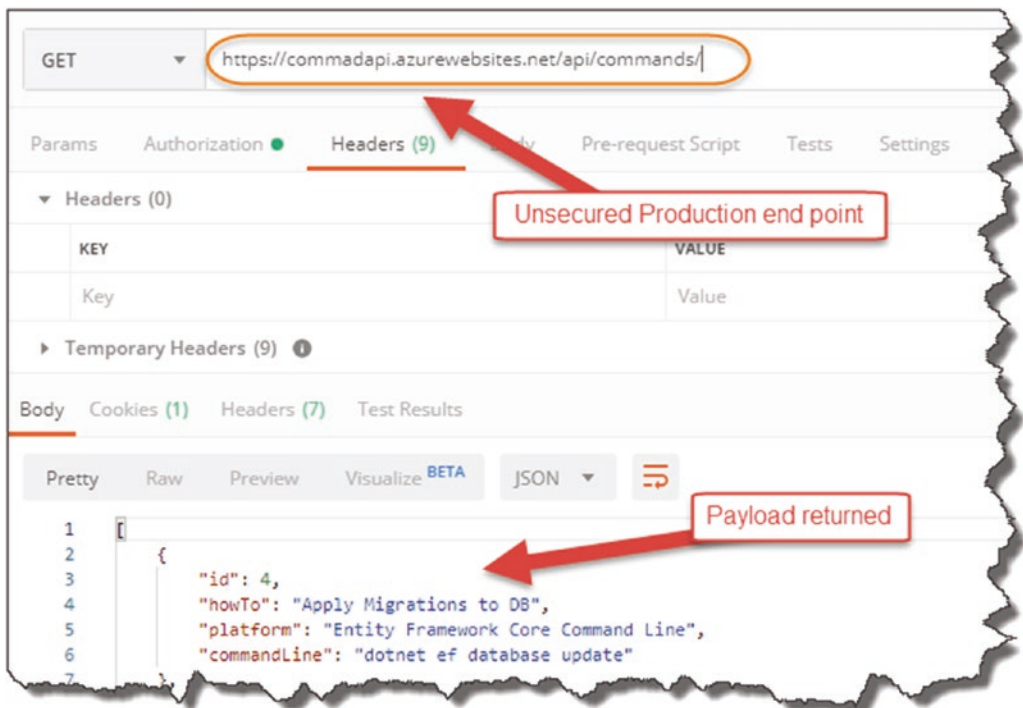 GET https://commadapi.azurewebsites.net/api/commands/
Params Authorization Headers (9) Body Pre-request Script Tests Settings
Headers (0)
Unsecured Production end point
KEY VALUE
Key Value
Temporary Headers (9) i
Body Cookies (1) Headers (7) Test Results
Pretty Raw Preview Visualize BETA JSON
Payload returned
1 [
2 {
3 "id": 4,
4 "howTo": "Apply Migrations to DB",
5 "platform": "Entity Framework Core Command Line",
6 "commandLine": "dotnet ef database update"
7 },